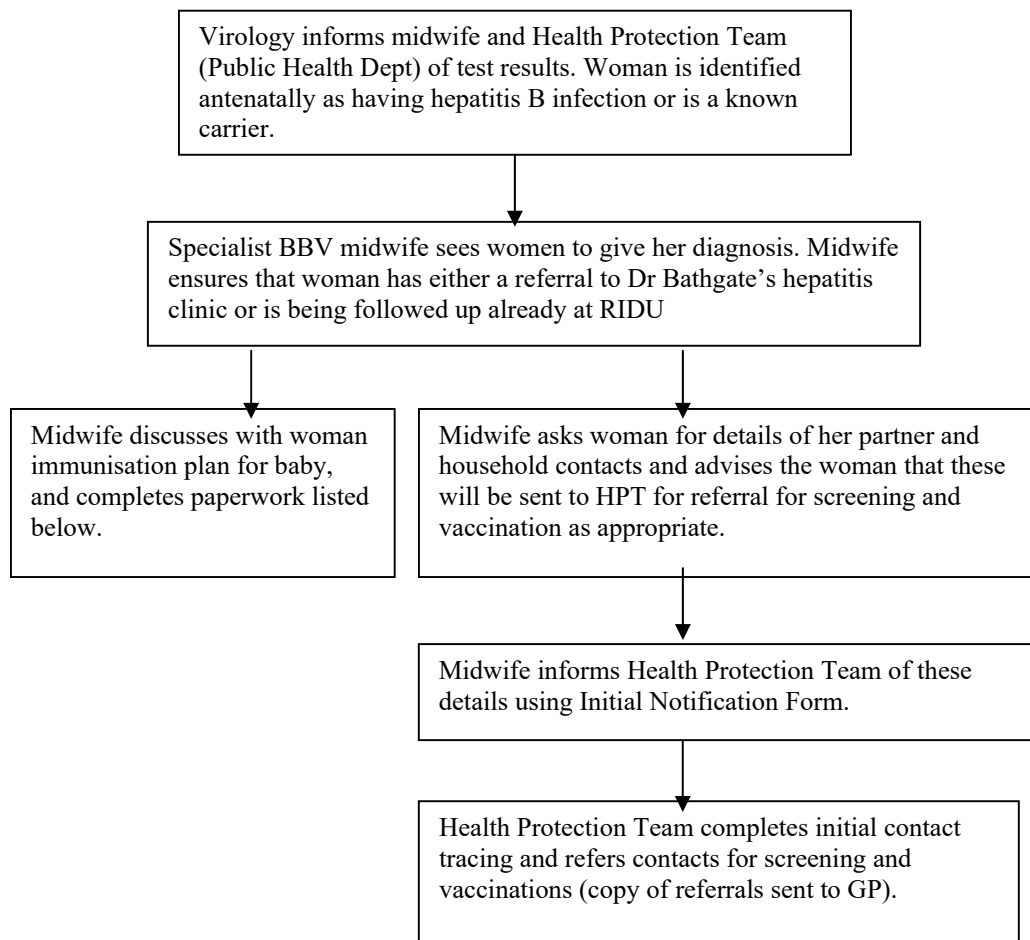 Virology informs midwife and Health Protection Team
(Public Health Dept) of test results. Woman is identified
antenatally as having hepatitis B infection or is a known
carrier.
Specialist BBV midwife sees women to give her diagnosis. Midwife
ensures that woman has either a referral to Dr Bathgate’s hepatitis
clinic or is being followed up already at RIDU
Midwife discusses with woman
immunisation plan for baby,
and completes paperwork listed
below.
Midwife asks woman for details of her partner and
household contacts and advises the woman that these
will be sent to HPT for referral for screening and
vaccination as appropriate.
Midwife informs Health Protection Team of these
details using Initial Notification Form.
Health Protection Team completes initial contact
tracing and refers contacts for screening and
vaccinations (copy of referrals sent to GP).